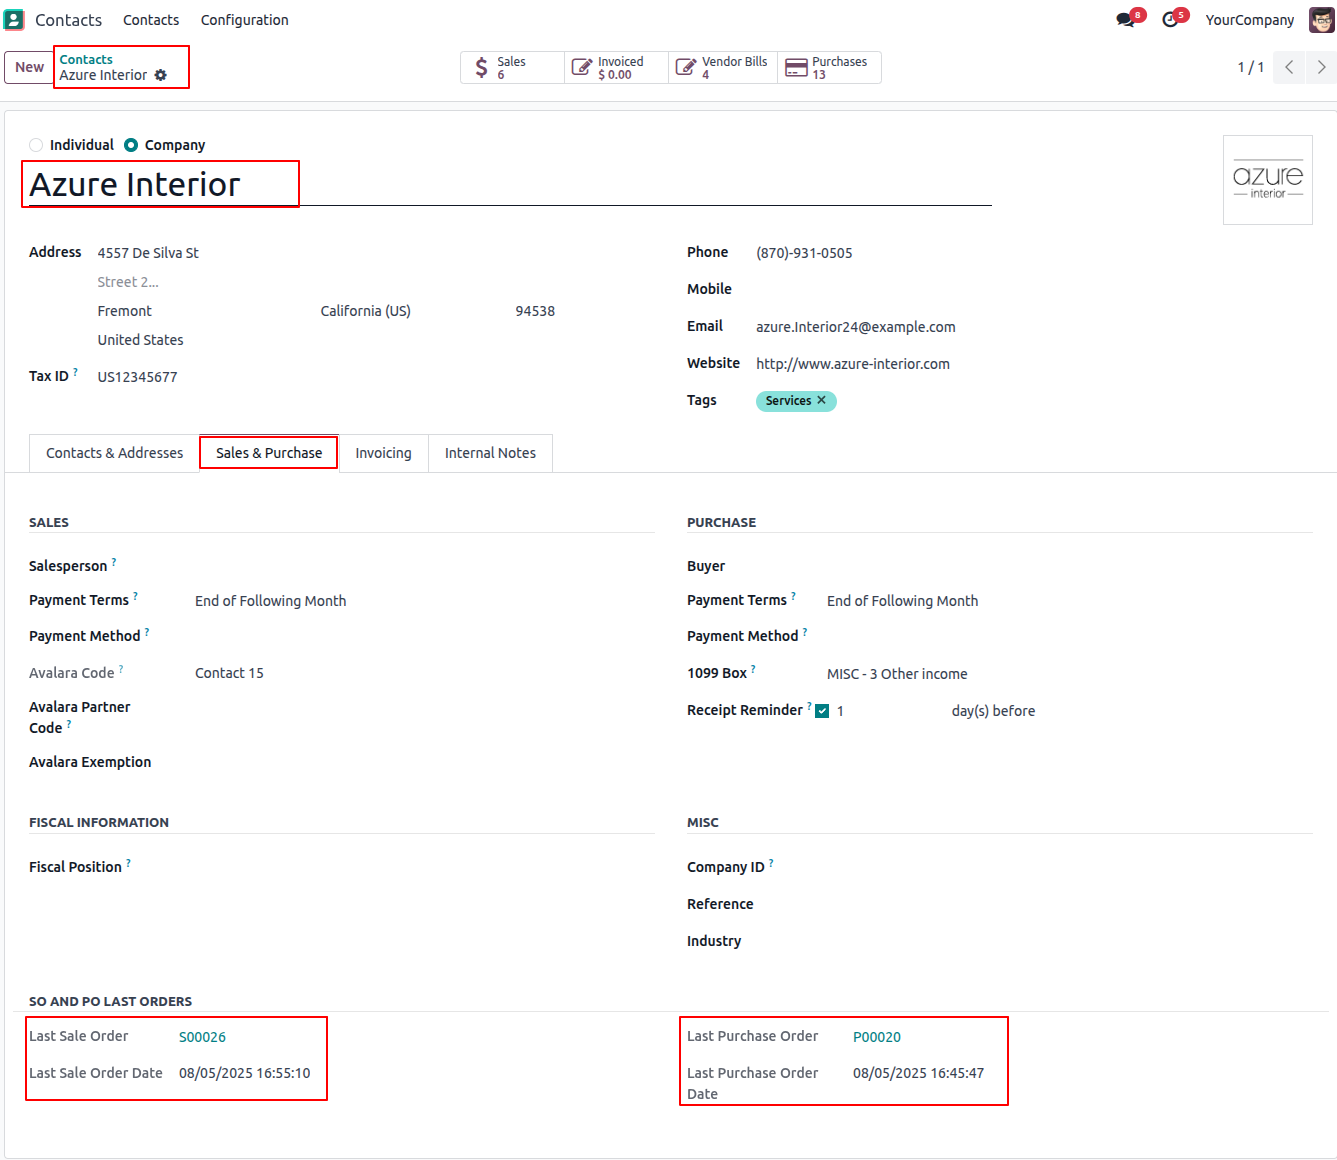 Contacts Contacts Configuration 8 5 YourCompany
New Contacts
Azure Interior
Sales
6
Invoiced
$ 0.00
Vendor Bills
4
Purchases
13
1 / 1
Individual Company
Azure Interior
azure
interior
Address 4557 De Silva St
Street 2...
Fremont California (US) 94538
United States
Tax ID ? US12345677
Phone (870)-931-0505
Mobile
Email azure.Interior24@example.com
Website http://www.azure-interior.com
Tags Services ✕
Contacts & Addresses Sales & Purchase Invoicing Internal Notes
SALES
Salesperson ?
Payment Terms ? End of Following Month
Payment Method ?
Avalara Code ? Contact 15
Avalara Partner
Code ?
Avalara Exemption
PURCHASE
Buyer
Payment Terms ? End of Following Month
Payment Method ?
1099 Box ? MISC - 3 Other income
Receipt Reminder ? 1 day(s) before
FISCAL INFORMATION
Fiscal Position ?
MISC
Company ID ?
Reference
Industry
SO AND PO LAST ORDERS
Last Sale Order S00026
Last Sale Order Date 08/05/2025 16:55:10
Last Purchase Order P00020
Last Purchase Order 08/05/2025 16:45:47
Date